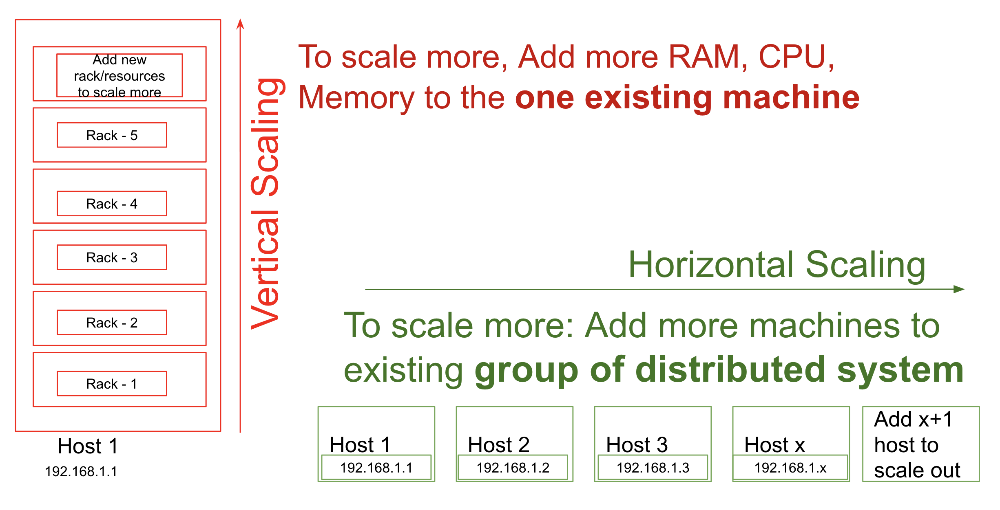 Add new
rack/resources
to scale more
Rack - 5
Rack - 4
Rack - 3
Rack - 2
Rack - 1
Host 1
192.168.1.1
Vertical Scaling
To scale more, Add more RAM, CPU,
Memory to the one existing machine
Horizontal Scaling
To scale more: Add more machines to
existing group of distributed system
Host 1
192.168.1.1
Host 2
192.168.1.2
Host 3
192.168.1.3
Host x
192.168.1.x
Add x+1
host to
scale out